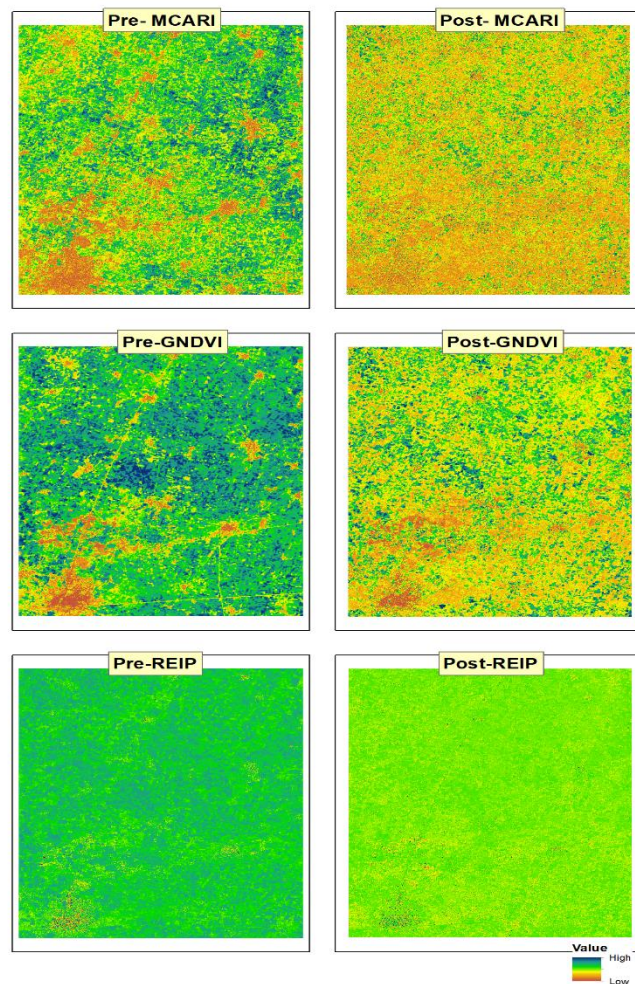 Pre- MCARI
Post- MCARI
Pre-GNDVI
Post-GNDVI
Pre-REIP
Post-REIP
Value
High
Low